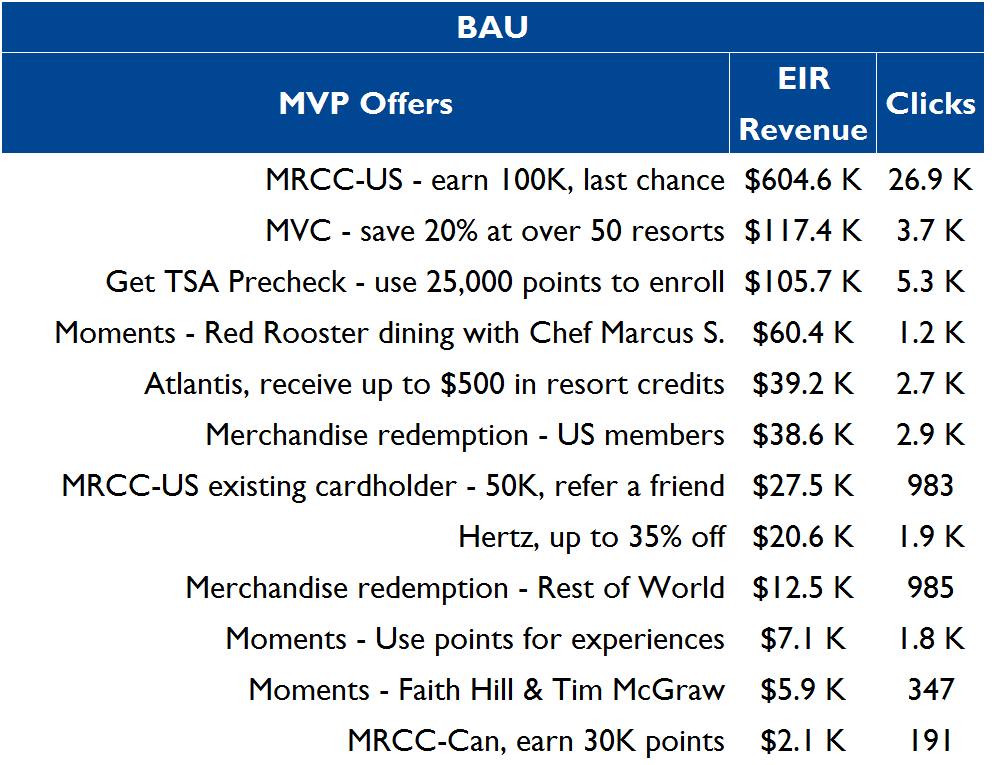 BAU
MVP Offers EIR Revenue Clicks
MRCC-US - earn 100K, last chance $604.6 K 26.9 K
MVC - save 20% at over 50 resorts $117.4 K 3.7 K
Get TSA Precheck - use 25,000 points to enroll $105.7 K 5.3 K
Moments - Red Rooster dining with Chef Marcus S. $60.4 K 1.2 K
Atlantis, receive up to $500 in resort credits $39.2 K 2.7 K
Merchandise redemption - US members $38.6 K 2.9 K
MRCC-US existing cardholder - 50K, refer a friend $27.5 K 983
Hertz, up to 35% off $20.6 K 1.9 K
Merchandise redemption - Rest of World $12.5 K 985
Moments - Use points for experiences $7.1 K 1.8 K
Moments - Faith Hill & Tim McGraw $5.9 K 347
MRCC-Can, earn 30K points $2.1 K 191